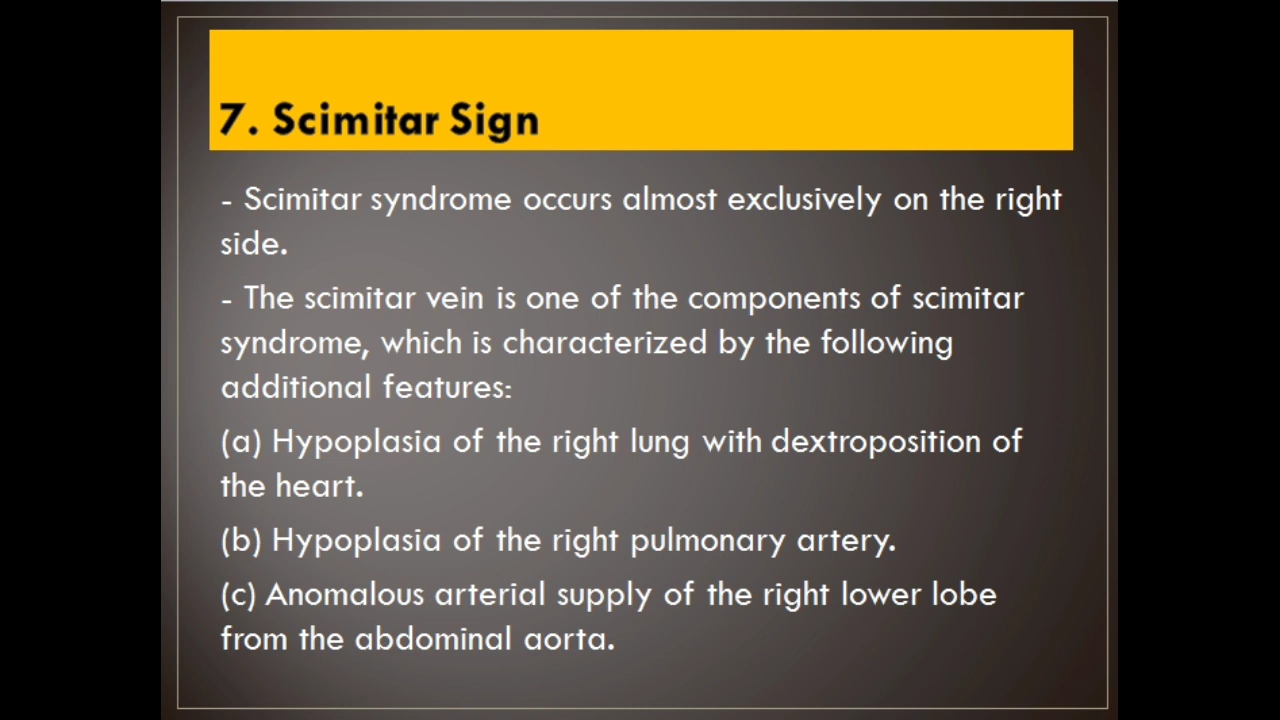 7. Scimitar Sign
- Scimitar syndrome occurs almost exclusively on the right
side.
- The scimitar vein is one of the components of scimitar
syndrome, which is characterized by the following
additional features:
(a) Hypoplasia of the right lung with dextroposition of
the heart.
(b) Hypoplasia of the right pulmonary artery.
(c) Anomalous arterial supply of the right lower lobe
from the abdominal aorta.